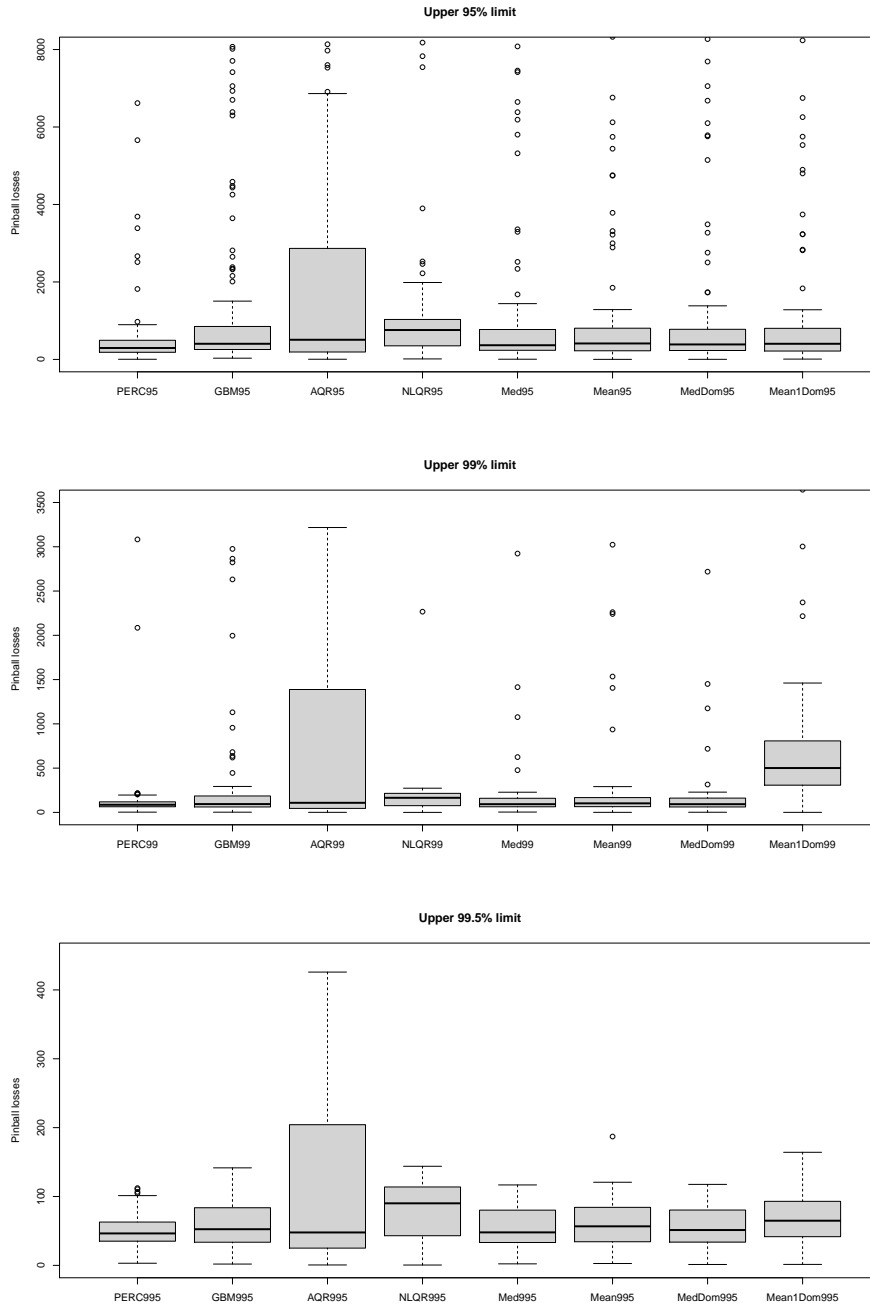 Upper 95% limit
8000
6000
4000
2000
0
Pinball losses
PERC95 GBM95 AQR95 NLQR95 Med95 Mean95 MedDom95 Mean1Dom95
Upper 99% limit
3500
3000
2500
2000
1500
1000
500
0
Pinball losses
PERC99 GBM99 AQR99 NLQR99 Med99 Mean99 MedDom99 Mean1Dom99
Upper 99.5% limit
400
300
200
100
0
Pinball losses
PERC995 GBM995 AQR995 NLQR995 Med995 Mean995 MedDom995 Mean1Dom995